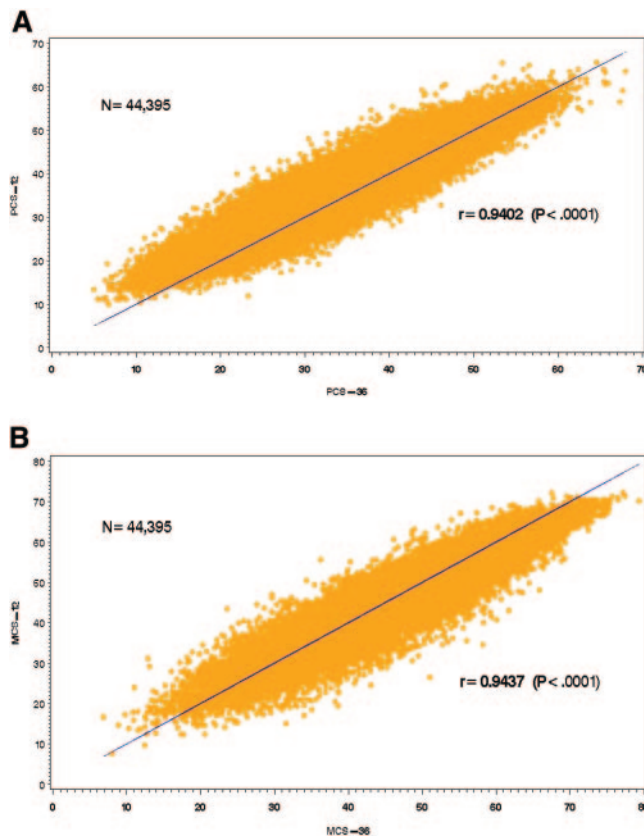 A
70
60
50
40
30
20
10
0
PCS-12
N= 44,395
r= 0.9402 (P< .0001)
0 10 20 30 40 50 60 70
PCS-36
B
80
70
60
50
40
30
20
10
0
MCS-12
N= 44,395
r= 0.9437 (P< .0001)
0 10 20 30 40 50 60 70 80
MCS-36